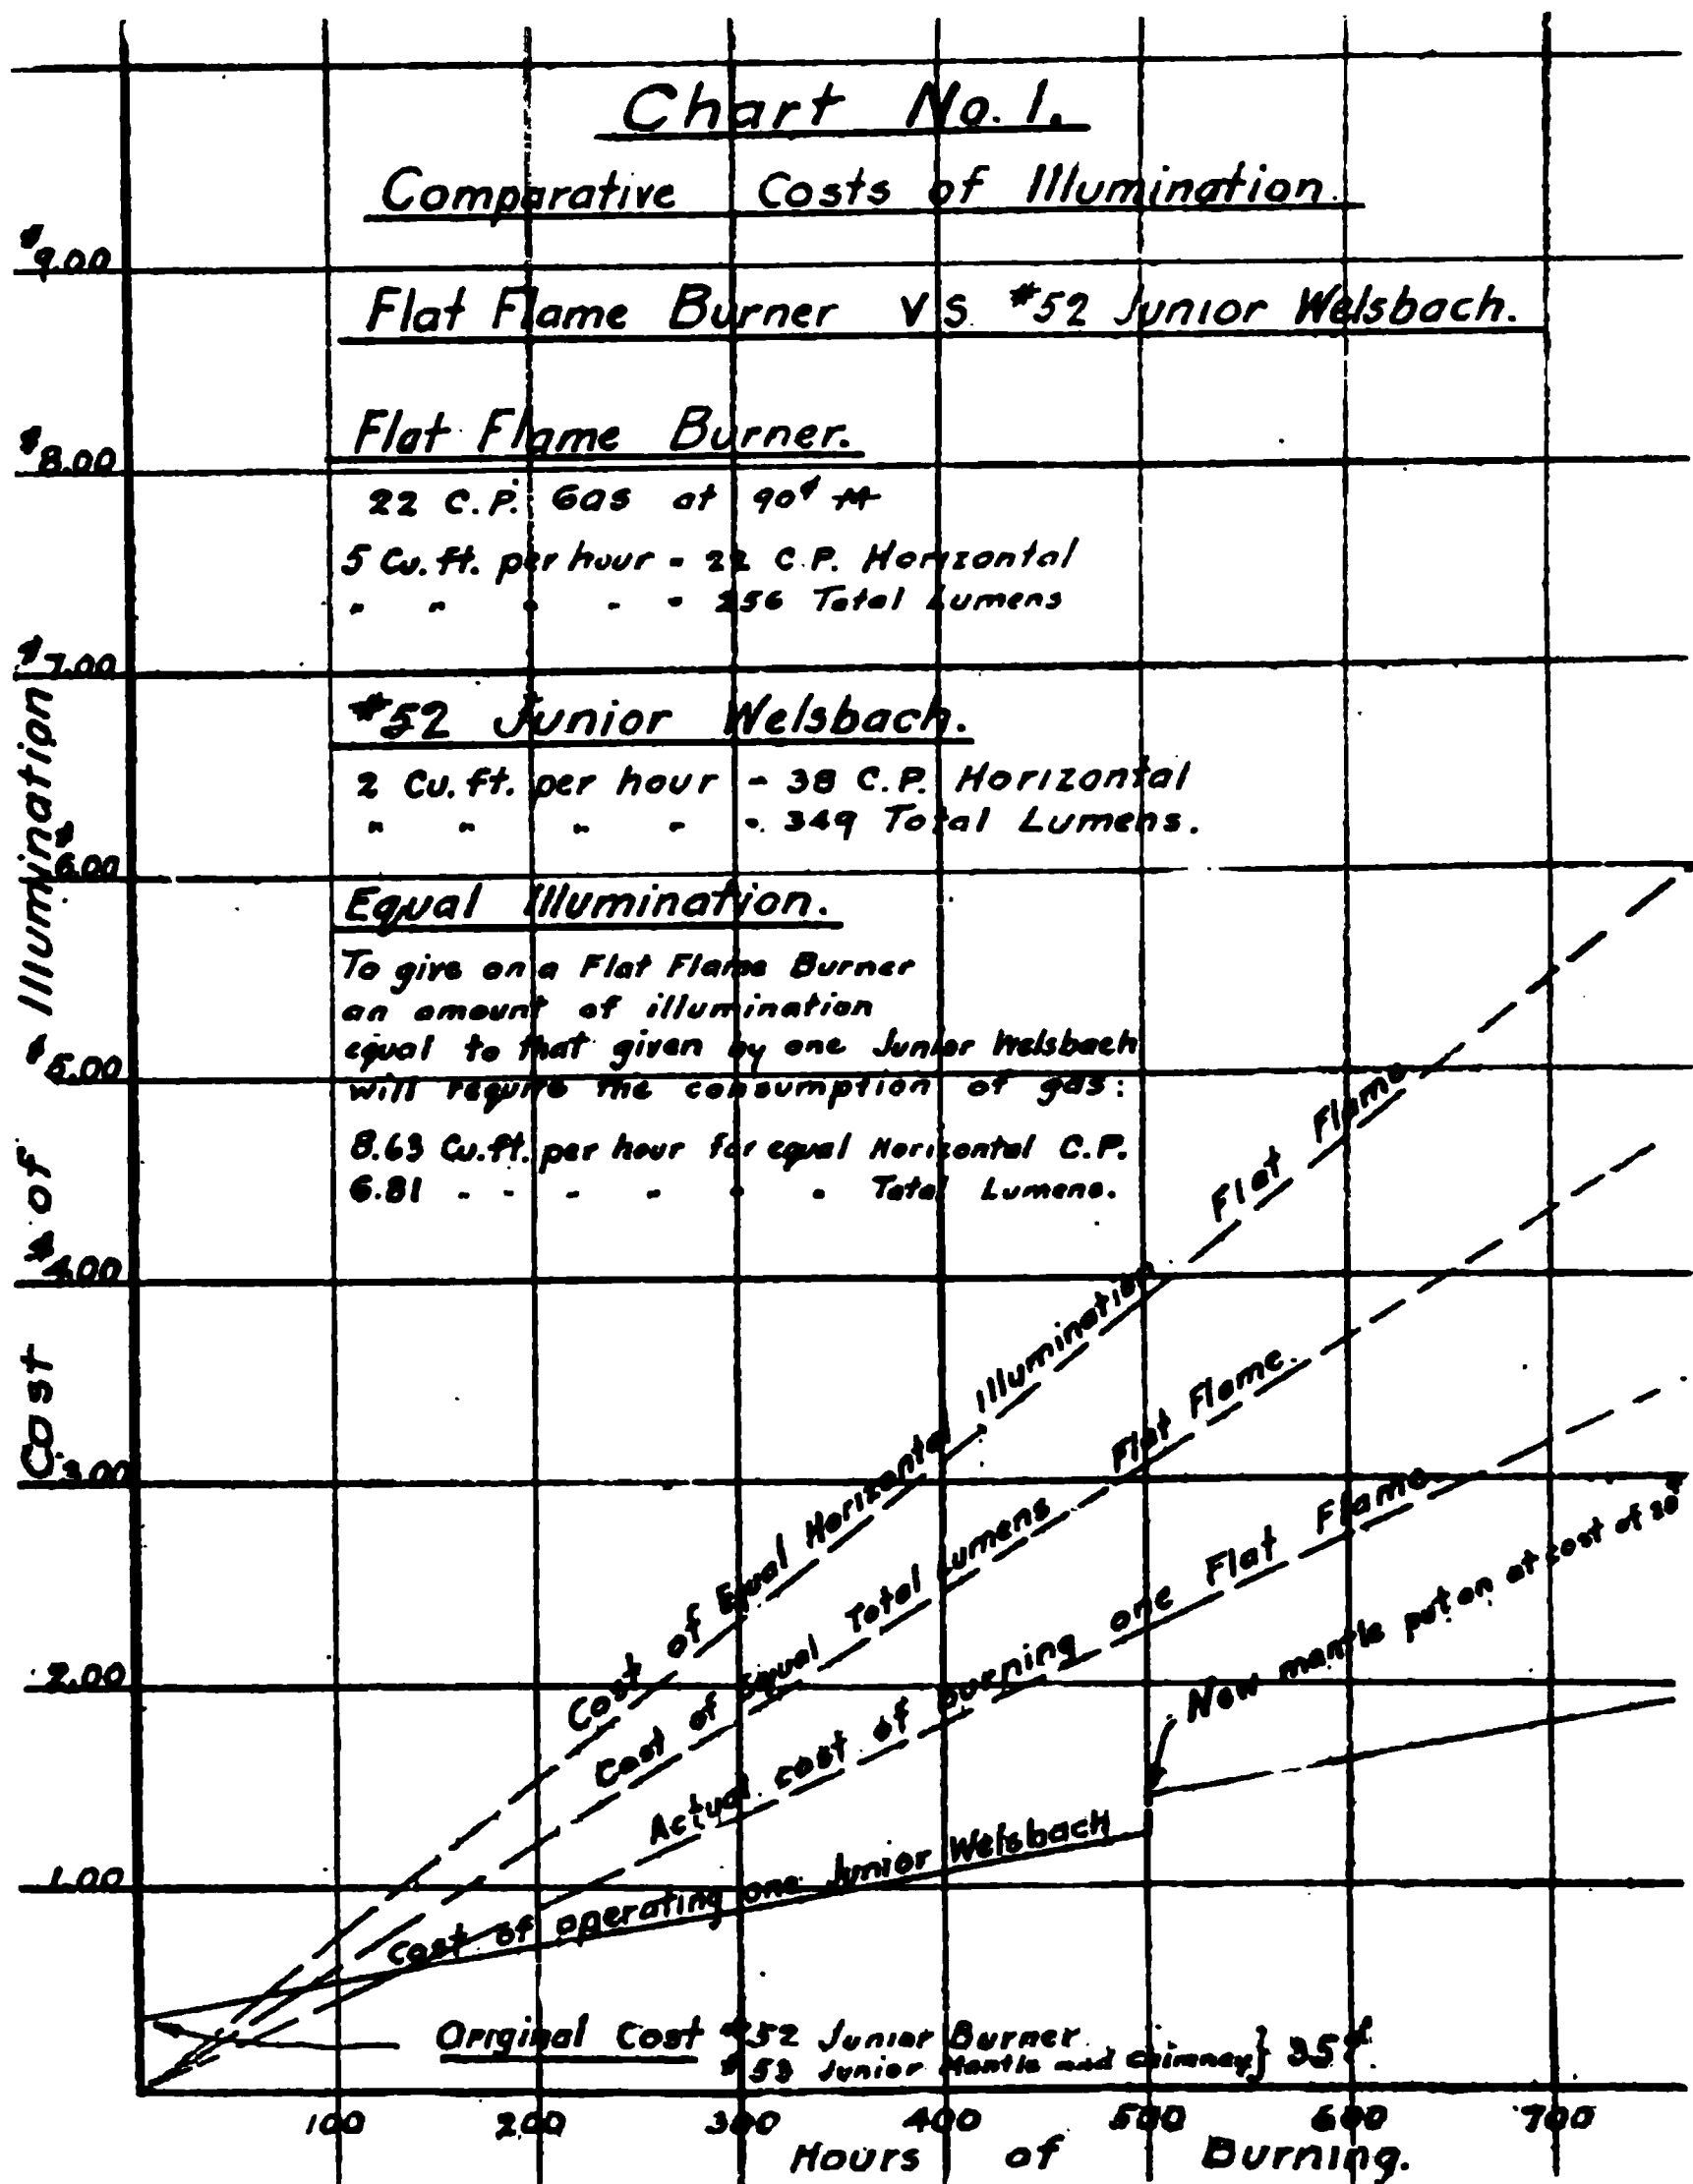 Chart No. 1.
Comparative Costs of Illumination.
Flat Flame Burner VS #52 Junior Welsbach.
Flat Flame Burner.
22 C.P. Gas at 90¢ M
5 Cu. ft. per hour - 22 C.P. Horizontal
" " " " " 256 Total Lumens
#52 Junior Welsbach.
2 Cu. ft. per hour - 38 C.P. Horizontal
" " " " " 349 Total Lumens.
Equal Illumination.
To give on a Flat Flame Burner
an amount of illumination
equal to that given by one Junior Welsbach
will require the consumption of gas:
8.63 Cu. ft. per hour for equal Horizontal C.P.
6.81 " " " " " " Total Lumens.
$9.00
$8.00
$7.00
$6.00
$5.00
$4.00
3.00
2.00
1.00
Cost of Illumination
Cost of Equal Horizontal Illumination Flat Flame
Cost of Equal Total Lumens Flat Flame.
Actual cost of burning one Flat Flame
New mantle put on at cost of 20¢
Cost of operating one Junior Welsbach
Original Cost #52 Junior Burner
#53 Junior Mantle and chimney} 35¢
100 200 300 400 500 600 700
Hours of Burning.